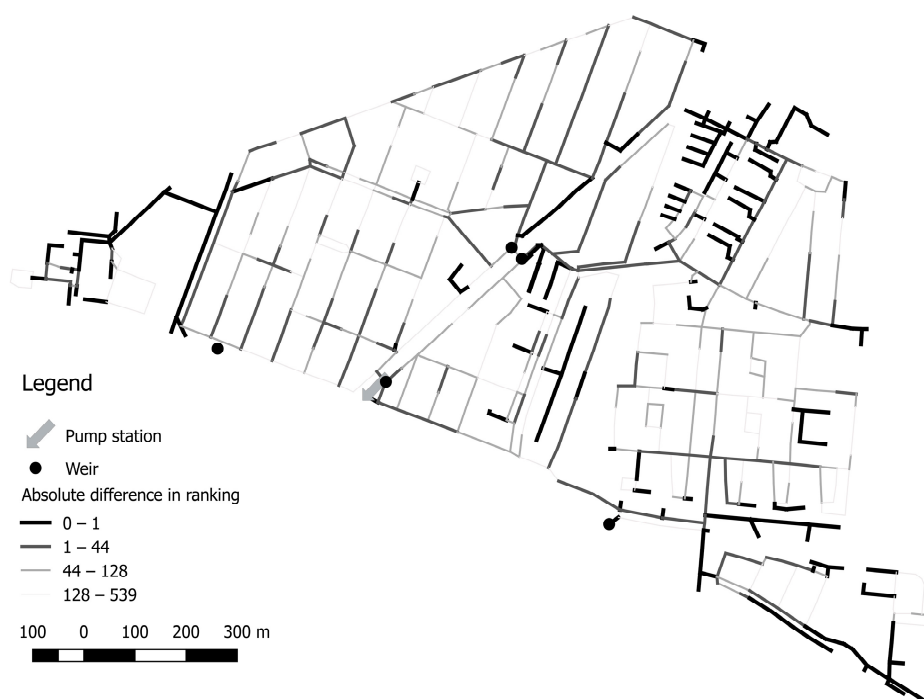 Legend
Pump station
Weir
Absolute difference in ranking
0 – 1
1 – 44
44 – 128
128 – 539
100 0 100 200 300 m